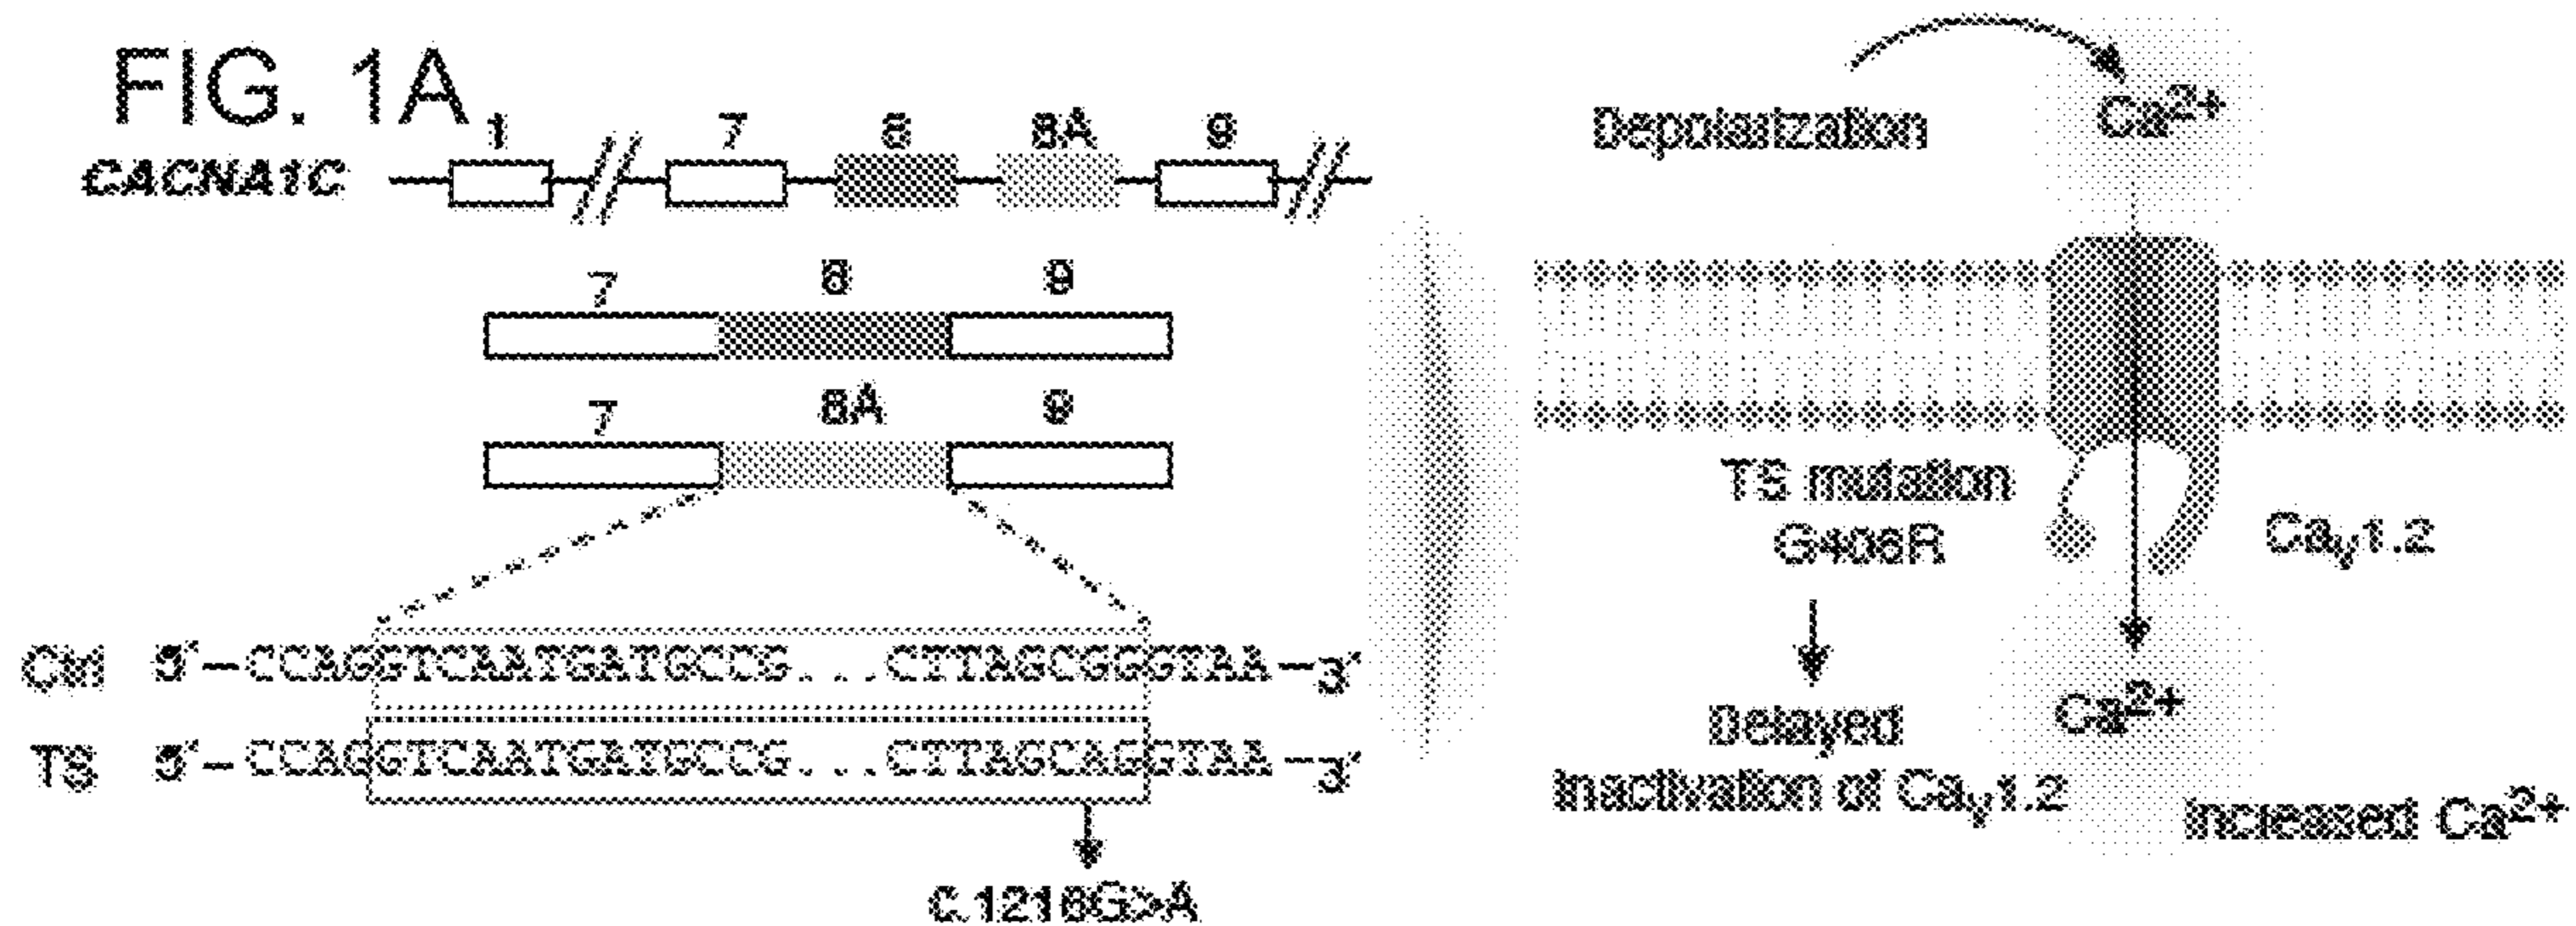 FIG. 1A
1 7 8 8A 9
CACNA1C
7 8 9
7 8A 9
Ctrl 5´–CCAGGTCAATGATGCCG...CTTAGCGGGTAA–3´
TS 5´–CCAGGTCAATGATGCCG...CTTAGCAGGTAA–3´
c.1216G>A
Depolarization
Ca2+
TS mutation
G406R
Cav1.2
Delayed
Inactivation of Cav1.2
Ca2+
Increased Ca2+